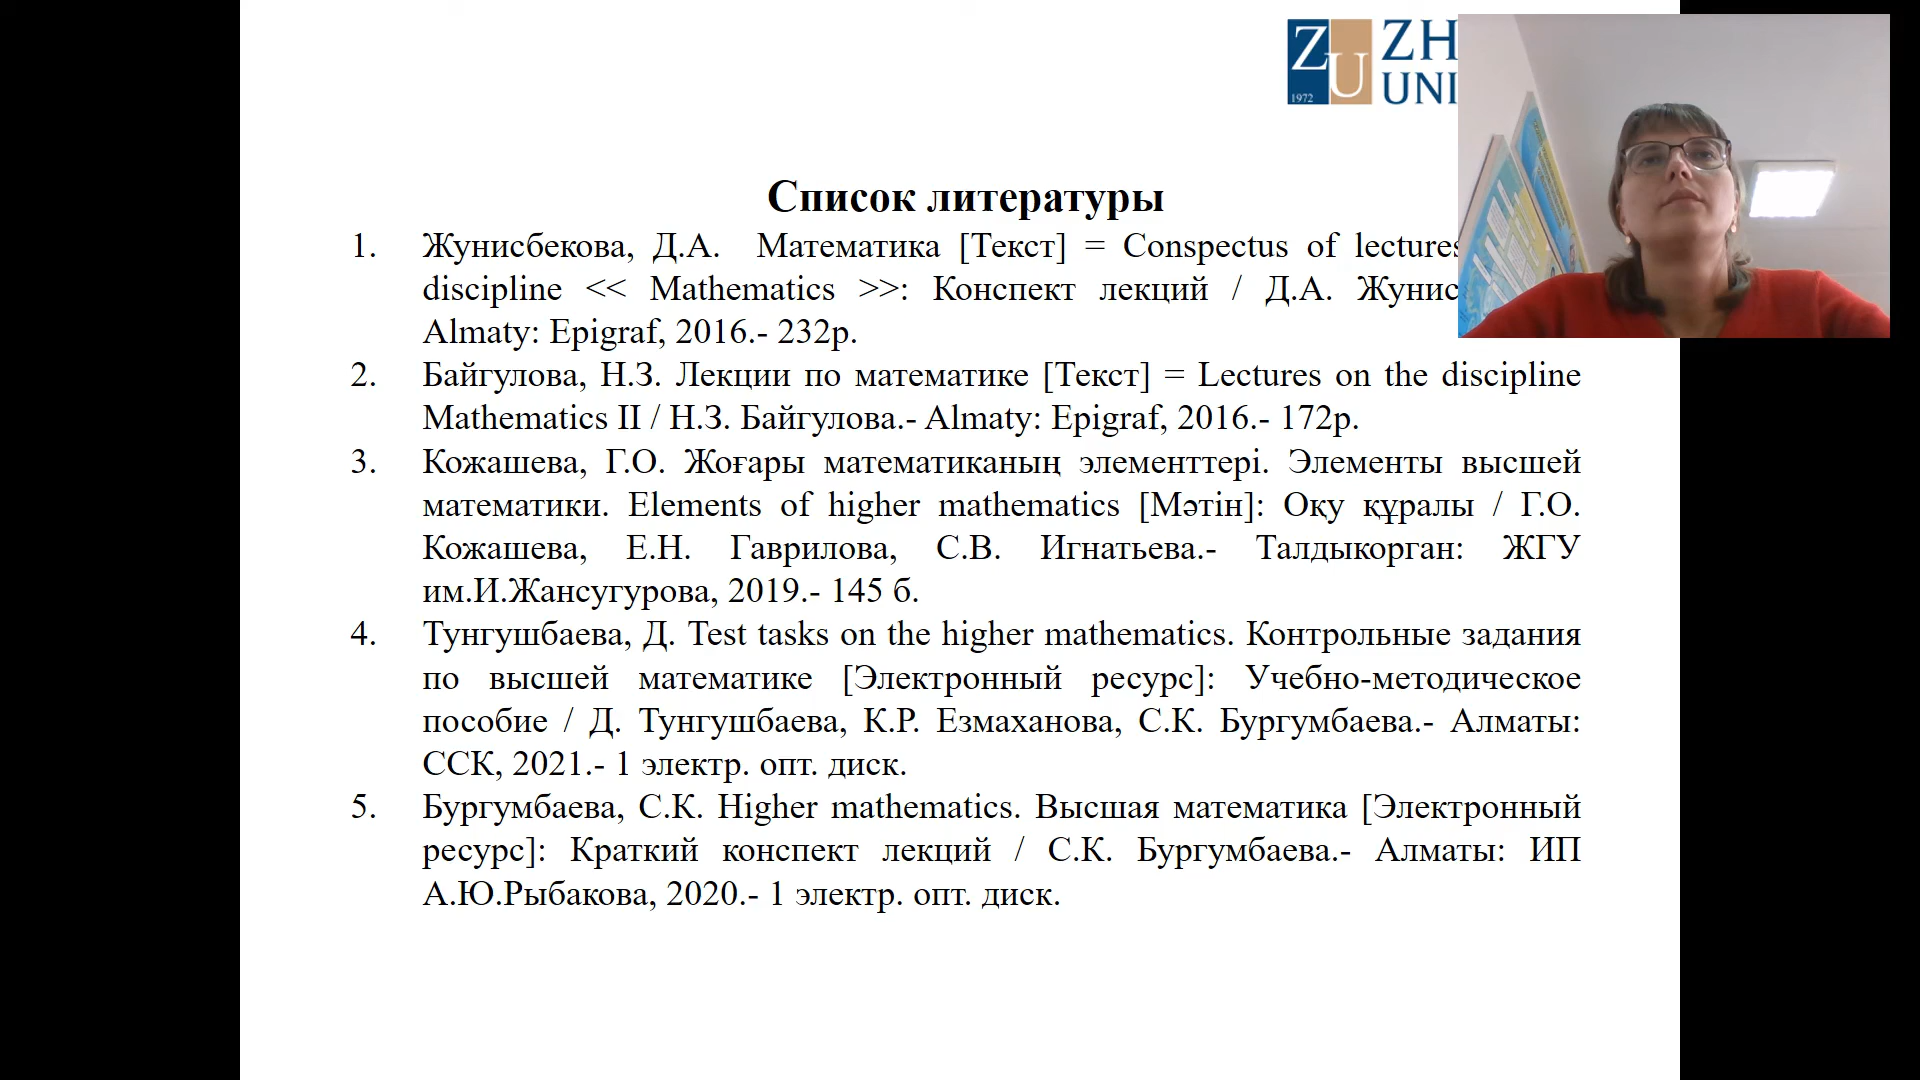 ZU
1972
ZH
UNI
Список литературы
1. Жунисбекова, Д.А. Математика [Текст] = Conspectus of lectures
discipline << Mathematics >>: Конспект лекций / Д.А. Жунис
Almaty: Epigraf, 2016.- 232p.
2. Байгулова, Н.З. Лекции по математике [Текст] = Lectures on the discipline
Mathematics II / Н.З. Байгулова.- Almaty: Epigraf, 2016.- 172p.
3. Кожашева, Г.О. Жоғары математиканың элементтері. Элементы высшей
математики. Elements of higher mathematics [Мәтін]: Оқу құралы / Г.О.
Кожашева, Е.Н. Гаврилова, С.В. Игнатьева.- Талдыкорган: ЖГУ
им.И.Жансугурова, 2019.- 145 б.
4. Тунгушбаева, Д. Test tasks on the higher mathematics. Контрольные задания
по высшей математике [Электронный ресурс]: Учебно-методическое
пособие / Д. Тунгушбаева, К.Р. Езмаханова, С.К. Бургумбаева.- Алматы:
ССК, 2021.- 1 электр. опт. диск.
5. Бургумбаева, С.К. Higher mathematics. Высшая математика [Электронный
ресурс]: Краткий конспект лекций / С.К. Бургумбаева.- Алматы: ИП
А.Ю.Рыбакова, 2020.- 1 электр. опт. диск.